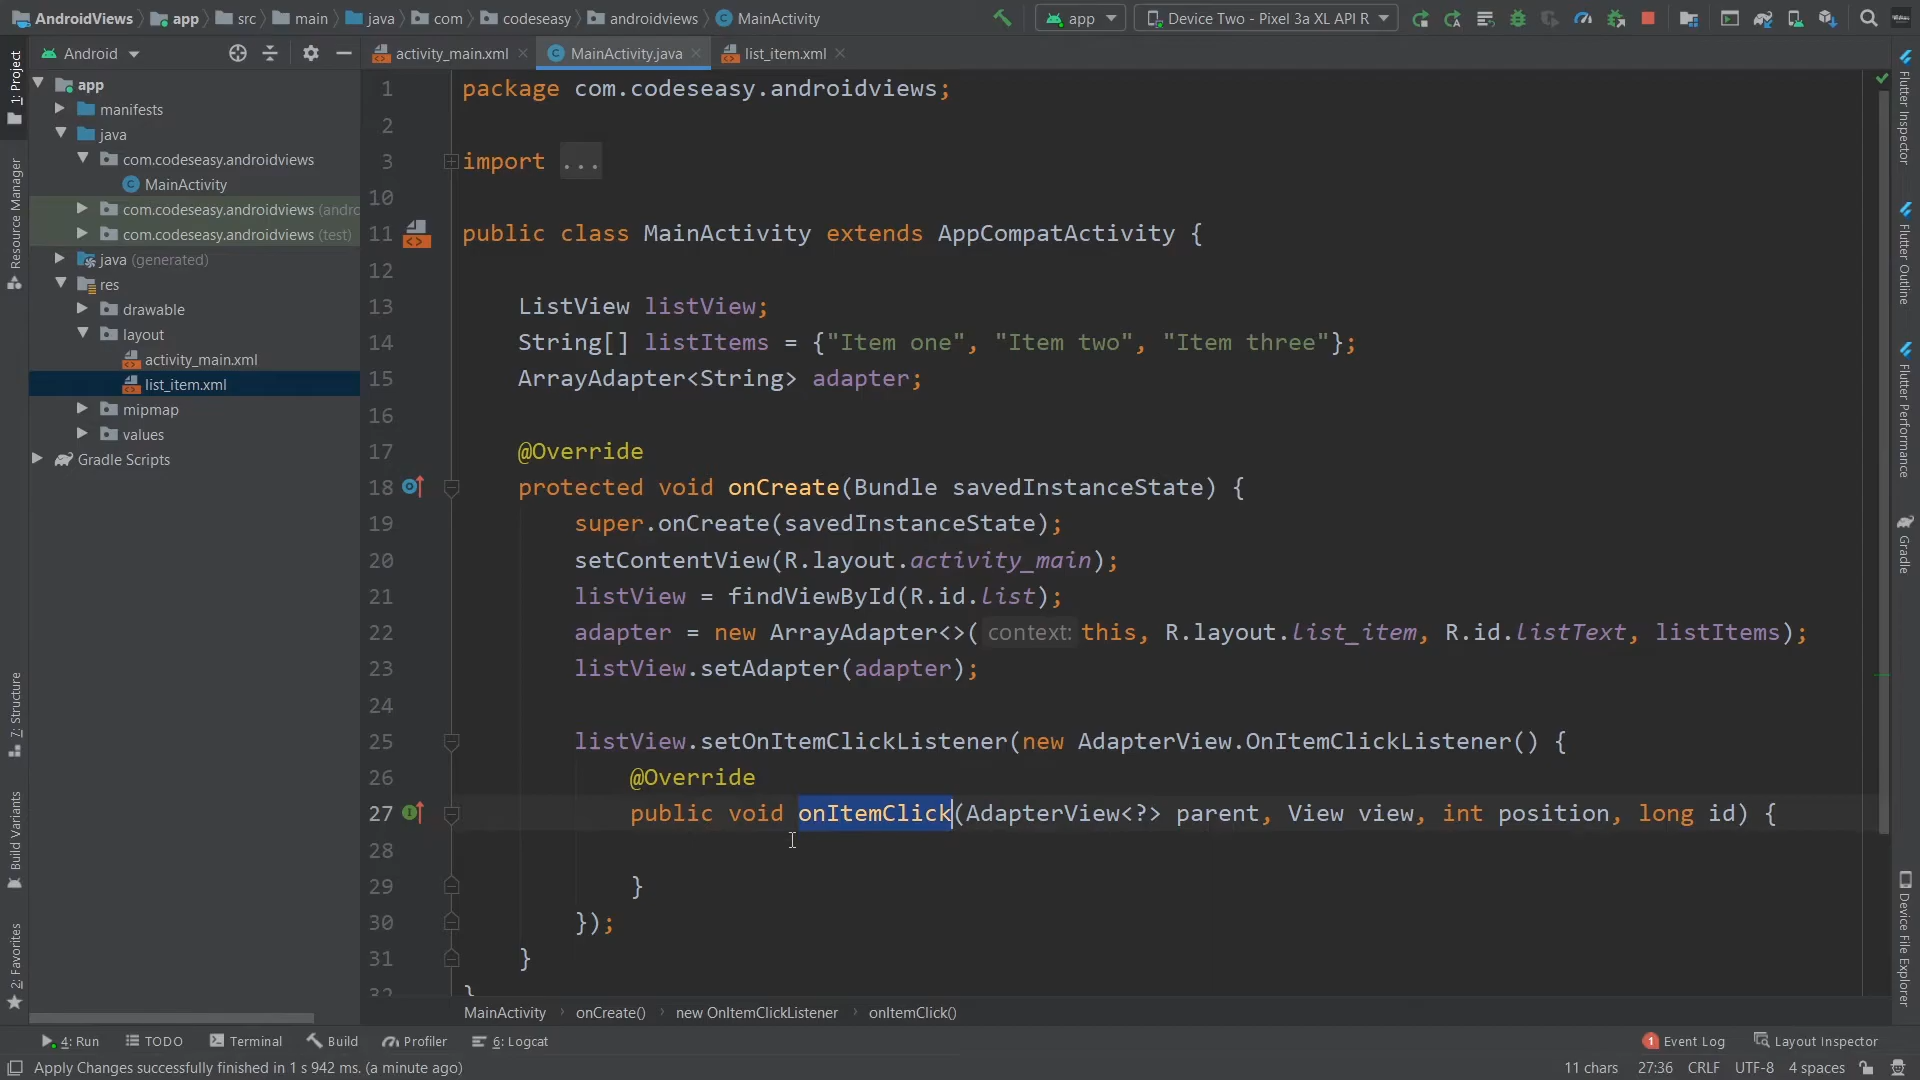 AndroidViews app src main java com codeseasy androidviews MainActivity app Device Two - Pixel 3a XL API R
Android
activity_main.xml MainActivity.java list_item.xml
1: Project
Resource Manager
7: Structure
Build Variants
2: Favorites
app
manifests
java
com.codeseasy.androidviews
MainActivity
com.codeseasy.androidviews (andro
com.codeseasy.androidviews (test)
java (generated)
res
drawable
layout
activity_main.xml
list_item.xml
mipmap
values
Gradle Scripts
1 package com.codeseasy.androidviews;
2
3 import ...
10
11 public class MainActivity extends AppCompatActivity {
12
13 ListView listView;
14 String[] listItems = {"Item one", "Item two", "Item three"};
15 ArrayAdapter<String> adapter;
16
17 @Override
18 protected void onCreate(Bundle savedInstanceState) {
19 super.onCreate(savedInstanceState);
20 setContentView(R.layout.activity_main);
21 listView = findViewById(R.id.list);
22 adapter = new ArrayAdapter<>( context: this, R.layout.list_item, R.id.listText, listItems);
23 listView.setAdapter(adapter);
24
25 listView.setOnItemClickListener(new AdapterView.OnItemClickListener() {
26 @Override
27 public void onItemClick(AdapterView<?> parent, View view, int position, long id) {
28
29 }
30 });
31 }
32 }
Flutter Inspector
Flutter Outline
Flutter Performance
Gradle
Device File Explorer
MainActivity onCreate() new OnItemClickListener onItemClick()
4: Run TODO Terminal Build Profiler 6: Logcat 1 Event Log Layout Inspector
Apply Changes successfully finished in 1 s 942 ms. (a minute ago) 11 chars 27:36 CRLF UTF-8 4 spaces